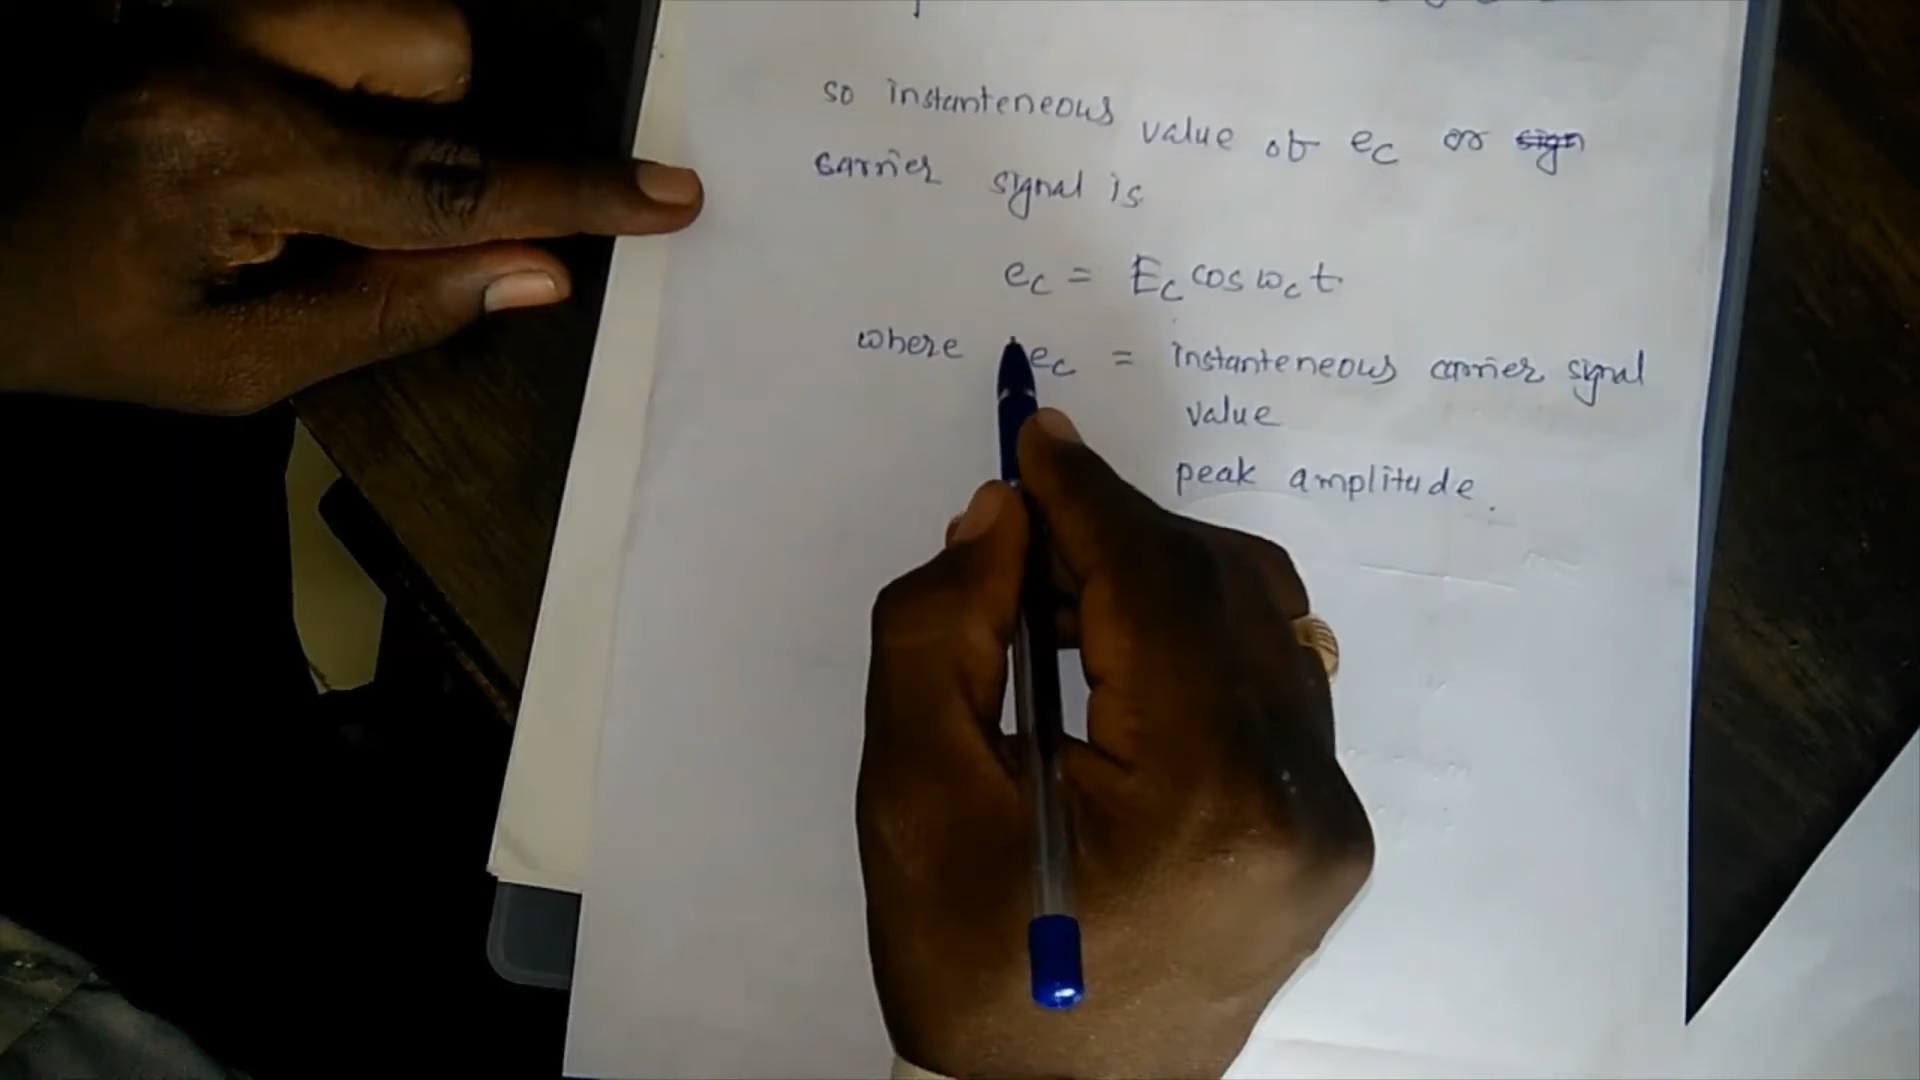 so instanteneous value of ec or sign
carrier signal is
ec = Ec cos ωc t.
where ec = instanteneous carrier signal
value
peak amplitude.